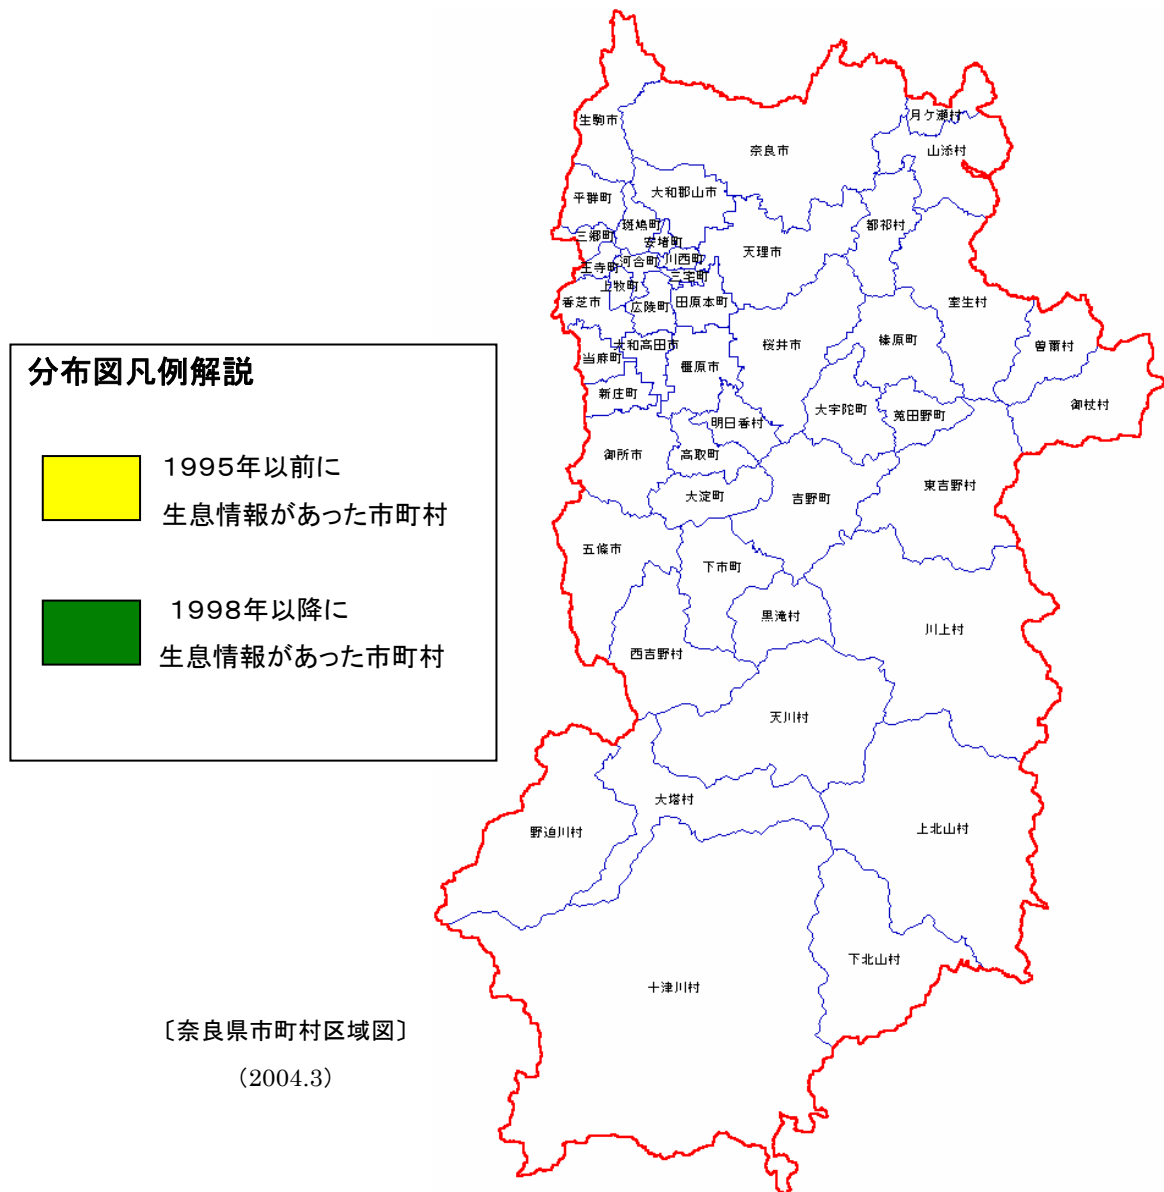 月ケ瀬村
生駒市
奈良市
山添村
平群町
大和郡山市
斑鳩町
都祁村
三郷町
安堵町
天理市
河合町
川西町
王寺町
三宅町
上牧町
香芝市
広陵町
田原本町
室生村
大和高田市
桜井市
榛原町
曽爾村
当麻町
橿原市
新庄町
御杖村
大宇陀町
菟田野町
明日香村
御所市
高取町
東吉野村
大淀町
吉野町
五條市
下市町
黒滝村
川上村
西吉野村
天川村
大塔村
野迫川村
上北山村
下北山村
十津川村
分布図凡例解説
1995年以前に
生息情報があった市町村
1998年以降に
生息情報があった市町村
〔奈良県市町村区域図〕
（2004.3）